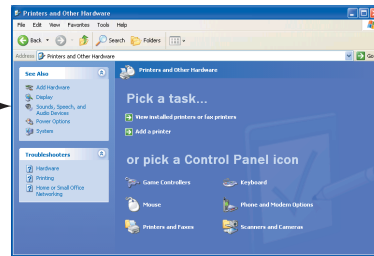 Printers and Other Hardware
File Edit View Favorites Tools Help
Back Search Folders
Address Printers and Other Hardware Go
See Also
Add Hardware
Display
Sounds, Speech, and
Audio Devices
Power Options
System
Troubleshooters
Hardware
Printing
Home or Small Office
Networking
Printers and Other Hardware
Pick a task...
View installed printers or fax printers
Add a printer
or pick a Control Panel icon
Game Controllers Keyboard
Mouse Phone and Modem Options
Printers and Faxes Scanners and Cameras